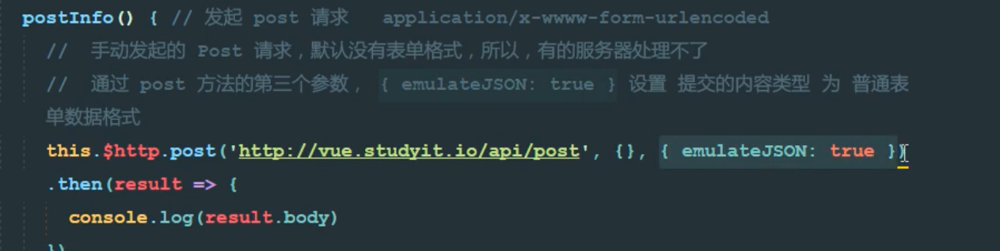 postInfo() { // 发起 post 请求   application/x-wwww-form-urlencoded
//  手动发起的 Post 请求，默认没有表单格式，所以，有的服务器处理不了
//  通过 post 方法的第三个参数， { emulateJSON: true } 设置 提交的内容类型 为 普通表
单数据格式
this.$http.post('http://vue.studyit.io/api/post', {}, { emulateJSON: true })
.then(result => {
console.log(result.body)
})